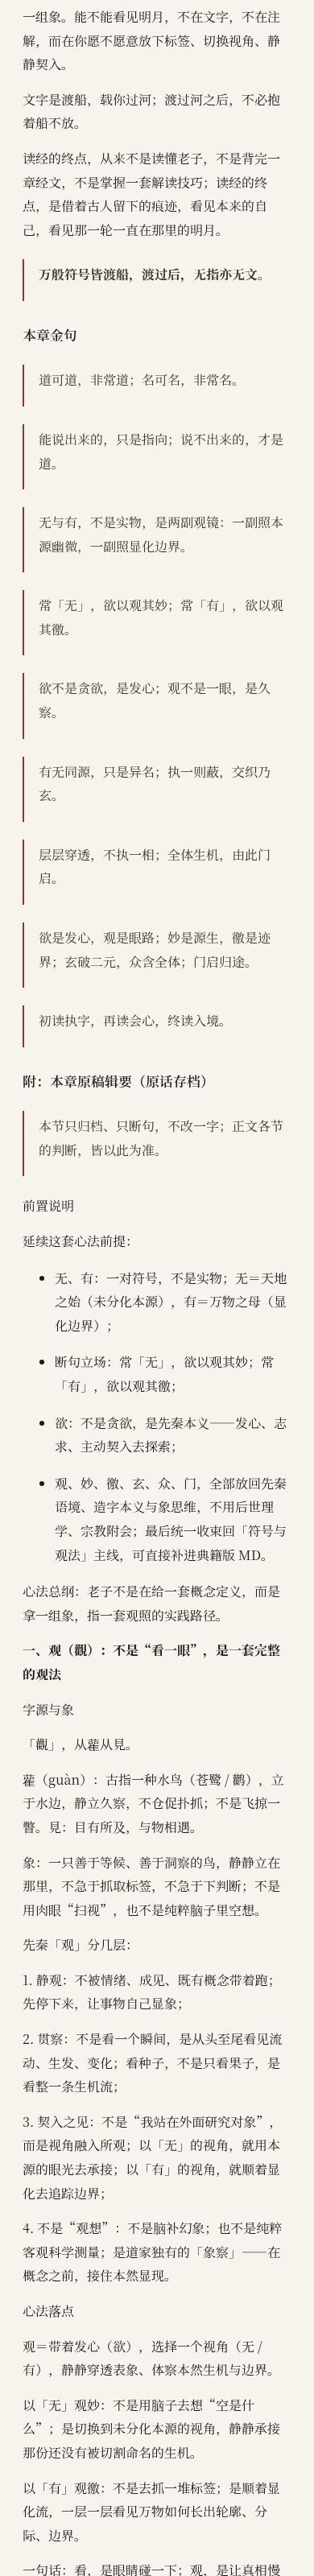 一组象。能不能看见明月，不在文字，不在注
解，而在你愿不愿意放下标签、切换视角、静
静契入。
文字是渡船，载你过河；渡过河之后，不必抱
着船不放。
读经的终点，从来不是读懂老子，不是背完一
章经文，不是掌握一套解读技巧；读经的终
点，是借着古人留下的痕迹，看见本来的自
己，看见那一轮一直在那里的明月。
万般符号皆渡船，渡过后，无指亦无文。
本章金句
道可道，非常道；名可名，非常名。
能说出来的，只是指向；说不出来的，才是
道。
无与有，不是实物，是两副观镜：一副照本
源幽微，一副照显化边界。
常「无」，欲以观其妙；常「有」，欲以观
其徼。
欲不是贪欲，是发心；观不是一眼，是久
察。
有无同源，只是异名；执一则蔽，交织乃
玄。
层层穿透，不执一相；全体生机，由此门
启。
欲是发心，观是眼路；妙是源生，徼是迹
界；玄破二元，众含全体；门启归途。
初读执字，再读会心，终读入境。
附：本章原稿辑要（原话存档）
本节只归档、只断句，不改一字；正文各节
的判断，皆以此为准。
前置说明
延续这套心法前提：
• 无、有：一对符号，不是实物；无＝天地
之始（未分化本源），有＝万物之母（显
化边界）；
• 断句立场：常「无」，欲以观其妙；常
「有」，欲以观其徼；
• 欲：不是贪欲，是先秦本义——发心、志
求、主动契入去探索；
• 观、妙、徼、玄、众、门，全部放回先秦
语境、造字本义与象思维，不用后世理
学、宗教附会；最后统一收束回「符号与
观法」主线，可直接补进典籍版 MD。
心法总纲：老子不是在给一套概念定义，而是
拿一组象，指一套观照的实践路径。
一、观（觀）：不是“看一眼”，是一套完整
的观法
字源与象
「觀」，从雚从見。
雚（guàn）：古指一种水鸟（苍鹭 / 鹳），立
于水边，静立久察，不仓促扑抓；不是飞掠一
瞥。見：目有所及，与物相遇。
象：一只善于等候、善于洞察的鸟，静静立在
那里，不急于抓取标签，不急于下判断；不是
用肉眼“扫视”，也不是纯粹脑子里空想。
先秦「观」分几层：
1. 静观：不被情绪、成见、既有概念带着跑；
先停下来，让事物自己显象；
2. 贯察：不是看一个瞬间，是从头至尾看见流
动、生发、变化；看种子，不是只看果子，是
看整一条生机流；
3. 契入之见：不是“我站在外面研究对象”，
而是视角融入所观；以「无」的视角，就用本
源的眼光去承接；以「有」的视角，就顺着显
化去追踪边界；
4. 不是“观想”：不是脑补幻象；也不是纯粹
客观科学测量；是道家独有的「象察」——在
概念之前，接住本然显现。
心法落点
观＝带着发心（欲），选择一个视角（无 /
有），静静穿透表象、体察本然生机与边界。
以「无」观妙：不是用脑子去想“空是什
么”；是切换到未分化本源的视角，静静承接
那份还没有被切割命名的生机。
以「有」观徼：不是去抓一堆标签；是顺着显
化流，一层一层看见万物如何长出轮廓、分
际、边界。
一句话：看，是眼睛碰一下；观，是让真相慢